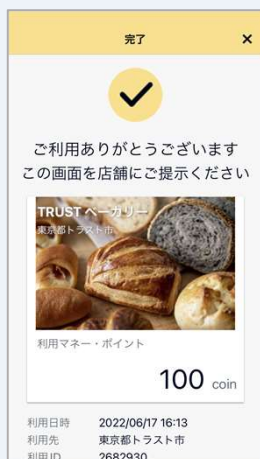 完了
ご利用ありがとうございます
この画面を店舗にご提示ください
TRUST ベーカリー
東京都トラスト市
利用マネー・ポイント
100 coin
利用日時 2022/06/17 16:13
利用先 東京都トラスト市
利用ID 2682930